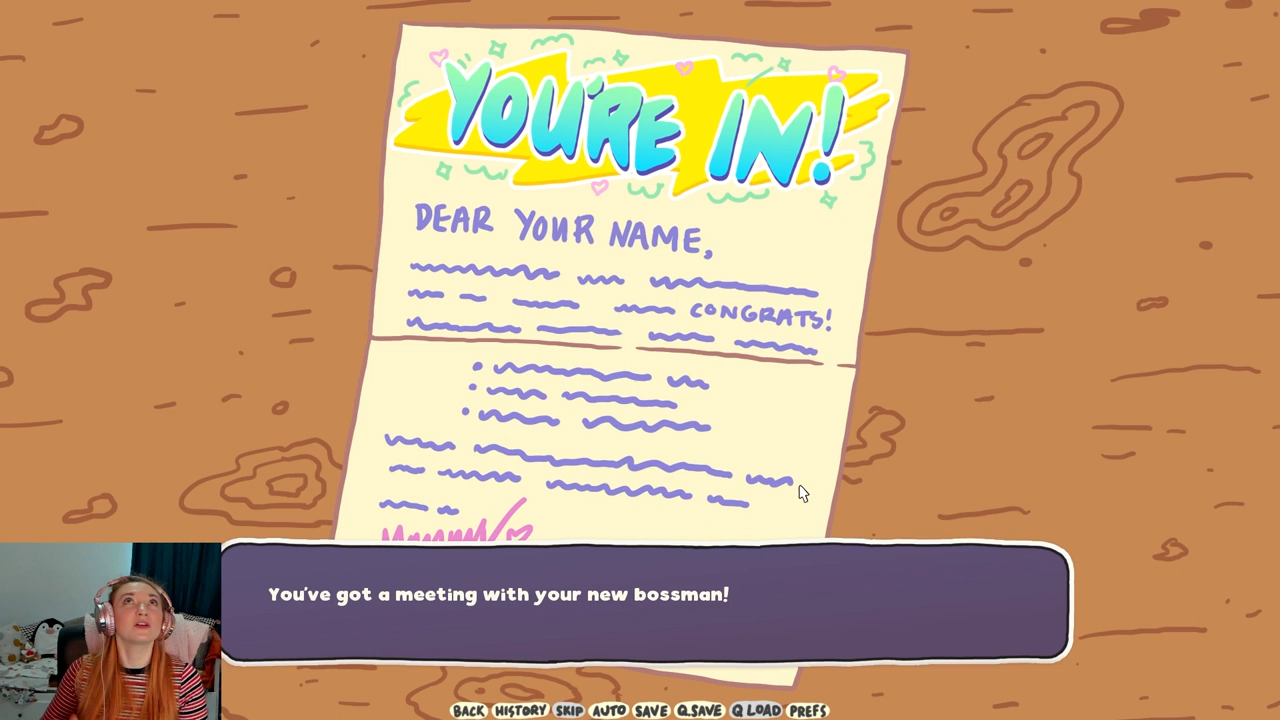 YOU'RE IN!
DEAR YOUR NAME,
CONGRATS!
You've got a meeting with your new bossman!
BACK HISTORY SKIP AUTO SAVE Q.SAVE Q LOAD PREFS